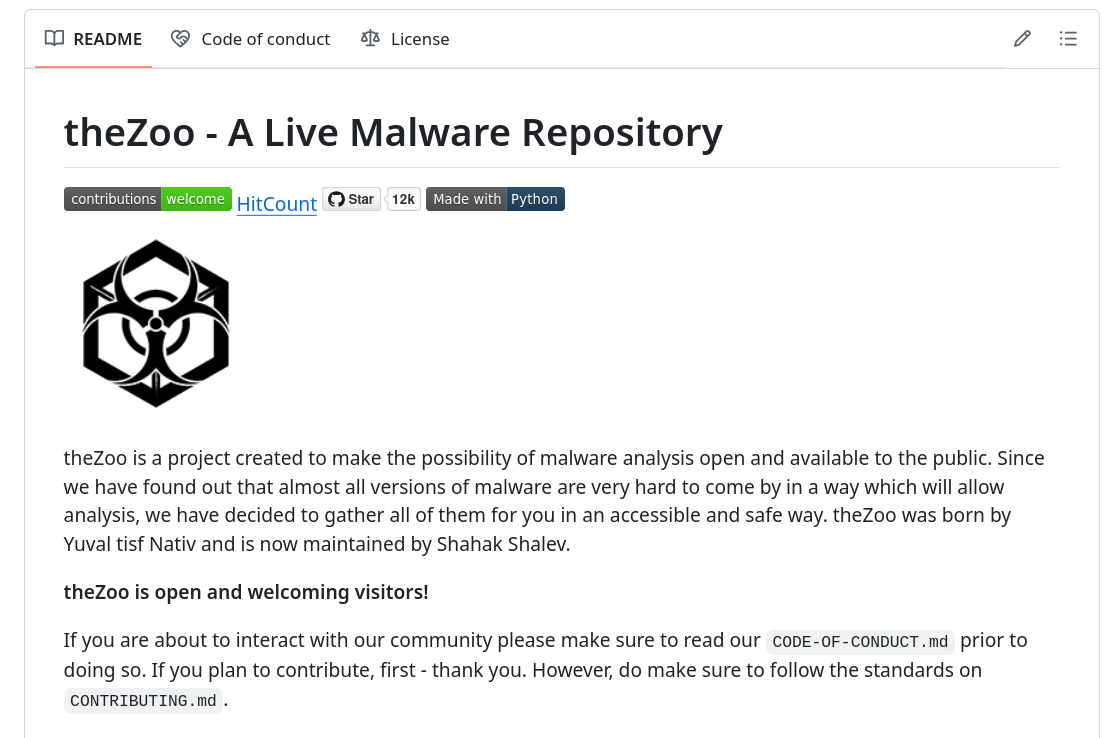 README Code of conduct License
theZoo - A Live Malware Repository
contributions welcome HitCount Star 12k Made with Python
theZoo is a project created to make the possibility of malware analysis open and available to the public. Since
we have found out that almost all versions of malware are very hard to come by in a way which will allow
analysis, we have decided to gather all of them for you in an accessible and safe way. theZoo was born by
Yuval tisf Nativ and is now maintained by Shahak Shalev.
theZoo is open and welcoming visitors!
If you are about to interact with our community please make sure to read our CODE-OF-CONDUCT.md prior to
doing so. If you plan to contribute, first - thank you. However, do make sure to follow the standards on
CONTRIBUTING.md.